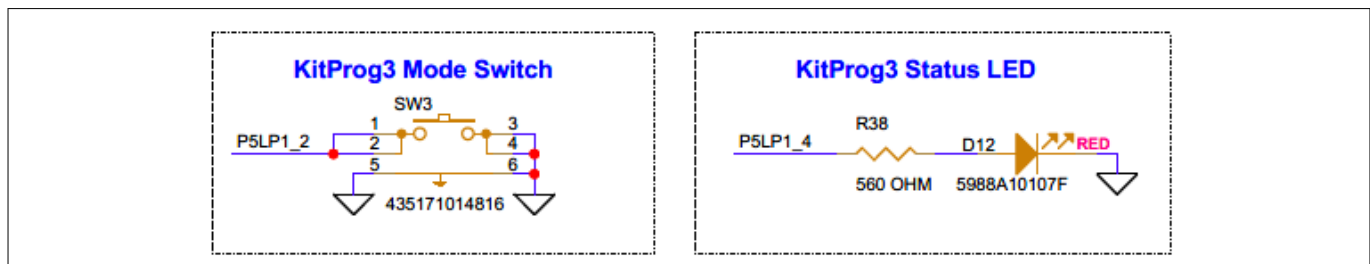 KitProg3 Mode Switch
SW3
P5LP1_2
1
2
5
3
4
6
435171014816
KitProg3 Status LED
P5LP1_4
R38
560 OHM
D12
5988A10107F
RED